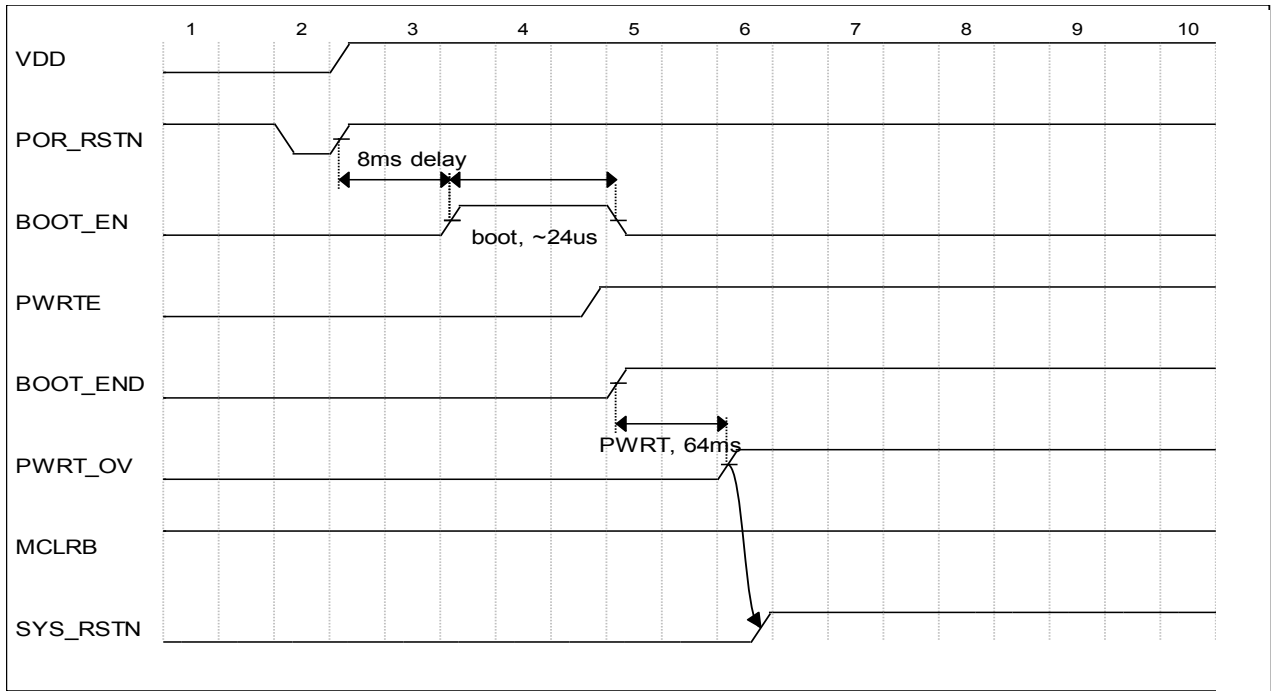 1 2 3 4 5 6 7 8 9 10
VDD
POR_RSTN
8ms delay
BOOT_EN
boot, ~24us
PWRTE
BOOT_END
PWRT, 64ms
PWRT_OV
MCLRB
SYS_RSTN